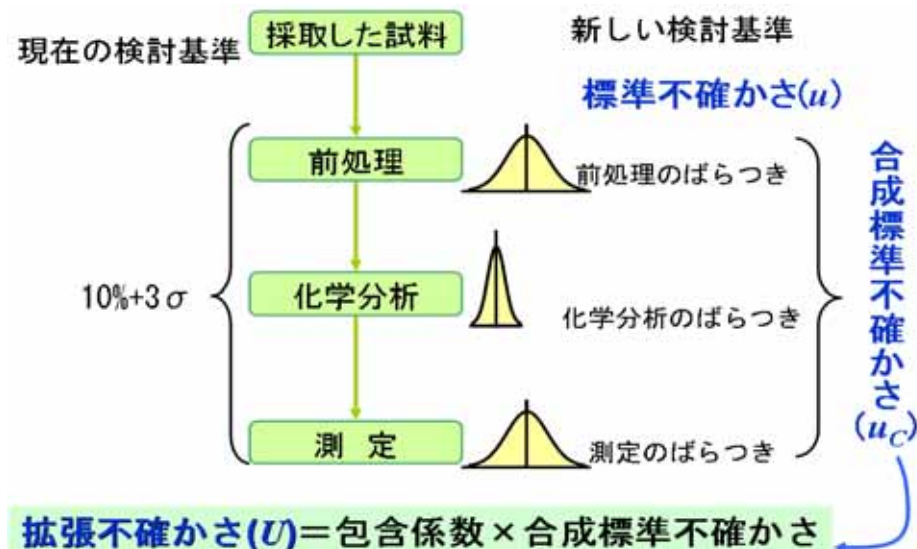 現在の検討基準
採取した試料
新しい検討基準
標準不確かさ(u)
前処理
前処理のばらつき
10%+3σ
化学分析
化学分析のばらつき
測 定
測定のばらつき
合成標準不確かさ(uC)
拡張不確かさ(U)=包含係数×合成標準不確かさ